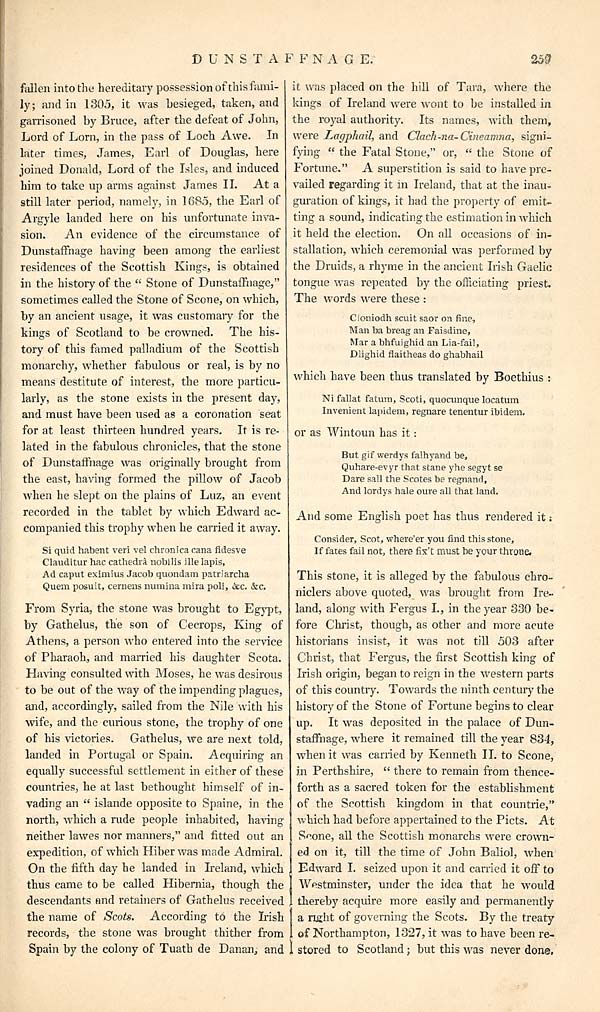 DUNSTAFFNAGE.
259
fallen into the hereditary possession of this fami-
ly; and in 1305, it was besieged, taken, and
garrisoned by Bruce, after the defeat of John,
Lord of Lorn, in the pass of Loch Awe. In
later times, James, Earl of Douglas, here
joined Donald, Lord of the Isles, and induced
him to take up arms against James II. At a
still later period, namely, in 1685, the Earl of
Argyle landed here on his unfortunate inva-
sion. An evidence of the circumstance of
Dunstaffnage having been among the earliest
residences of the Scottish Kings, is obtained
in the history of the " Stone of Dunstaffnage,"
sometimes called the Stone of Scone, on which,
by an ancient usage, it was customary for the
kings of Scotland to be crowned. The his-
tory of this famed palladium of the Scottish
monarchy, whether fabulous or real, is by no
means destitute of interest, the more particu-
larly, as the stone exists in the present day,
and must have been used as a coronation seat
for at least thirteen hundred years. It is re-
lated in the fabulous chronicles, that the stone
of Dunstaffnage was originally brought from
the east, having formed the pillow of Jacob
when he slept on the plains of Luz, an event
recorded in the tablet by which Edward ac-
companied this trophy when he carried it away.
Si quid habent veri vel chronica cana fidesve
Clauditur hac cathedrâ nobilis ille lapis,
Ad caput eximius Jacob quondam patriarcha
Quem posuit, cernens numina mira poli, &c. &c.
From Syria, the stone was brought to Egypt,
by Gathelus, the son of Cecrops, King of
Athens, a person who entered into the service
of Pharaoh, and married his daughter Scota.
Having consulted with Moses, he was desirous
to be out of the way of the impending plagues,
and, accordingly, sailed from the Nile with his
wife, and the curious stone, the trophy of one
of his victories. Gathelus, we are next told,
landed in Portugal or Spain. Acquiring an
equally successful settlement in either of these
countries, he at last bethought himself of in-
vading an " islande opposite to Spaine, in the
north, which a rude people inhabited, having
neither lawes nor manners," and fitted out an
expedition, of which Hiber was made Admiral.
On the fifth day he landed in Ireland, which
thus came to be called Hibernia, though the
descendants and retainers of Gathelus received
the name of Scots. According to the Irish
records, the stone was brought thither from
Spain by the colony of Tuath de Danan, and
it was placed on the hill of Tara, where the
kings of Ireland were wont to be installed in
the royal authority. Its names, with them,
were Lagphail, and Clach-na-Cineamna, signi-
fying " the Fatal Stone," or, " the Stone of
Fortune." A superstition is said to have pre-
vailed regarding it in Ireland, that at the inau-
guration of kings, it had the property of emit-
ting a sound, indicating the estimation in which
it held the election. On all occasions of in-
stallation, which ceremonial was performed by
the Druids, a rhyme in the ancient Irish Gaelic
tongue was repeated by the officiating priest.
The words were these :
Cioniodh scuit saor on fine,
Man ba breag an Faisdine,
Mar a bhfuighid an Lia-fail,
Dlighid flaitheas do ghabhail
which have been thus translated by Boethius :
Ni fallat fatum, Scoti, quocunque locatum
Invenient lapidem, regnare tenentur ibidem.
or as Wintoun has it :
But gif werdys falhyand be,
Quhare-evyr that stane yhe segyt se
Dare sall the Scotes be regnand,
And lordys hale oure all that land.
And some English poet has thus rendered it :
Consider, Scot, where'er you find this stone,
If fates fail not, there fix't must be your throne.
This stone, it is alleged by the fabulous chro-
niclers above quoted, was brought from Ire-
land, along with Fergus I., in the year 330 be-
fore Christ, though, as other and more acute
historians insist, it was not till 503 after
Christ, that Fergus, the first Scottish king of
Irish origin, began to reign in the western parts
of this country. Towards the ninth century the
history of the Stone of Fortune begins to clear
up. It was deposited in the palace of Dun-
staffnage, where it remained till the year 834,
when it was carried by Kenneth II. to Scone,
in Perthshire, " there to remain from thence-
forth as a sacred token for the establishment
of the Scottish kingdom in that countrie,"
which had before appertained to the Picts. At
Scone, all the Scottish monarchs were crown-
ed on it, till the time of John Baliol, when
Edward I. seized upon it and carried it off to
Westminster, under the idea that he would
thereby acquire more easily and permanently
a right of governing the Scots. By the treaty
of Northampton, 1327, it was to have been re-
stored to Scotland; but this was never done,